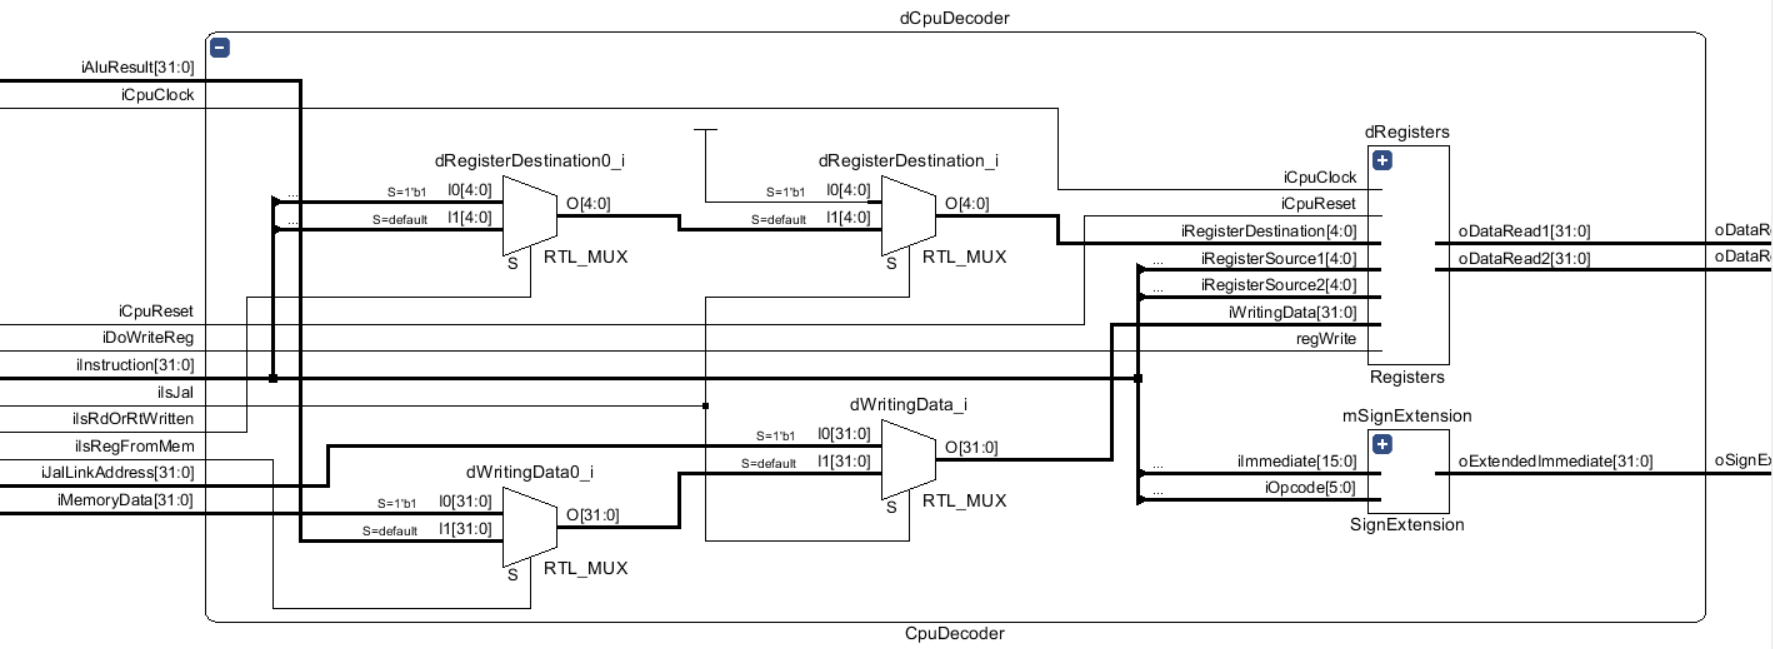 dCpuDecoder
iAluResult[31:0]
iCpuClock
dRegisters
dRegisterDestination0_i
dRegisterDestination_i
S=1'b1 I0[4:0]
O[4:0]
S=default I1[4:0]
S
RTL_MUX
S=1'b1 I0[4:0]
O[4:0]
S=default I1[4:0]
S
RTL_MUX
iCpuClock
iCpuReset
iRegisterDestination[4:0]
... iRegisterSource1[4:0]
... iRegisterSource2[4:0]
iWritingData[31:0]
regWrite
oDataRead1[31:0]
oDataRead2[31:0]
oDataR
oDataR
Registers
...
...
iCpuReset
iDoWriteReg
iInstruction[31:0]
iIsJal
iIsRdOrRtWritten
iIsRegFromMem
iJalLinkAddress[31:0]
iMemoryData[31:0]
dWritingData_i
S=1'b1 I0[31:0]
O[31:0]
S=default I1[31:0]
S
RTL_MUX
dWritingData0_i
S=1'b1 I0[31:0]
O[31:0]
S=default I1[31:0]
S
RTL_MUX
mSignExtension
... iImmediate[15:0]
... iOpcode[5:0]
oExtendedImmediate[31:0]
oSignEx
SignExtension
CpuDecoder